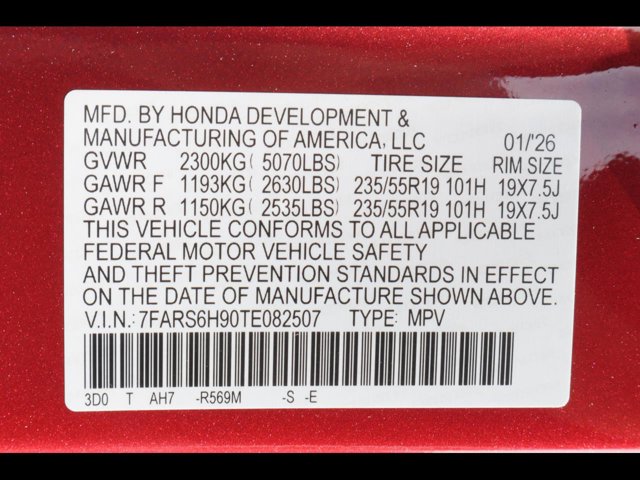 MFD. BY HONDA DEVELOPMENT &
MANUFACTURING OF AMERICA, LLC 01/'26
GVWR 2300KG ( 5070LBS) TIRE SIZE RIM SIZE
GAWR F 1193KG ( 2630LBS) 235/55R19 101H 19X7.5J
GAWR R 1150KG ( 2535LBS) 235/55R19 101H 19X7.5J
THIS VEHICLE CONFORMS TO ALL APPLICABLE
FEDERAL MOTOR VEHICLE SAFETY
AND THEFT PREVENTION STANDARDS IN EFFECT
ON THE DATE OF MANUFACTURE SHOWN ABOVE.
V.I.N.: 7FARS6H90TE082507 TYPE: MPV
3D0 T AH7 -R569M -S -E